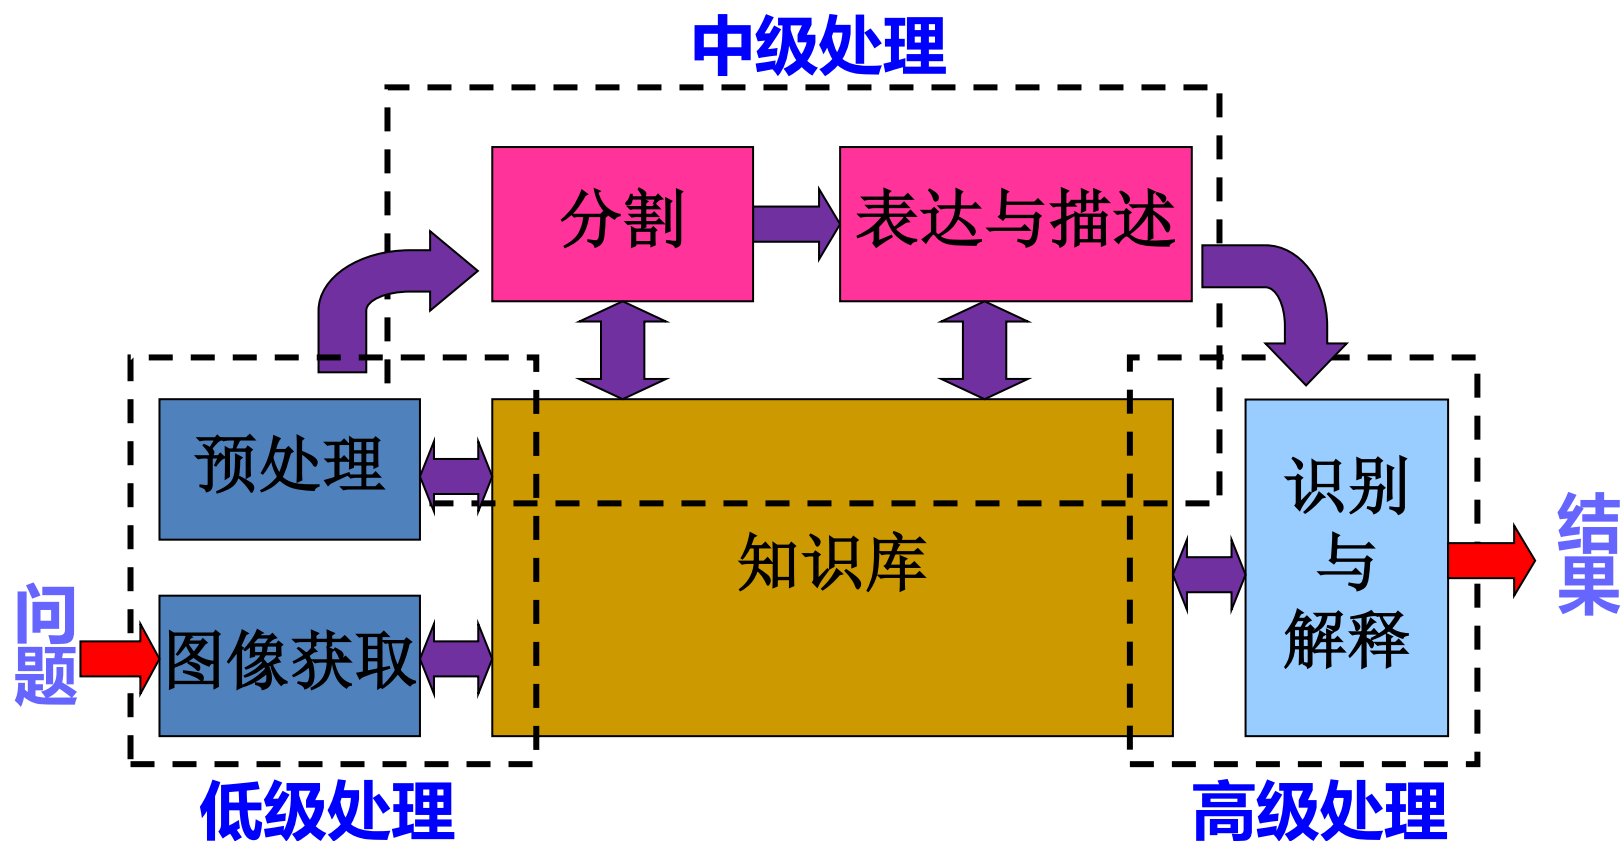 中级处理
分割
表达与描述
预处理
知识库
识别
与
解释
图像获取
问
题
结
果
低级处理
高级处理